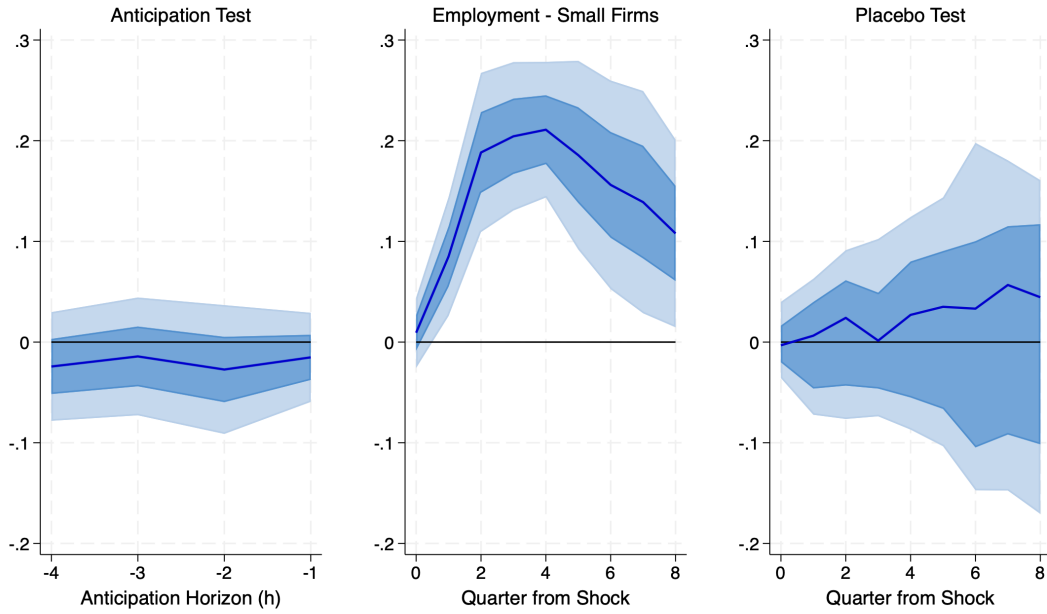 Anticipation Test
.3
.2
.1
0
-.1
-.2
-4 -3 -2 -1
Anticipation Horizon (h)
Employment - Small Firms
.3
.2
.1
0
-.1
-.2
0 2 4 6 8
Quarter from Shock
Placebo Test
.3
.2
.1
0
-.1
-.2
0 2 4 6 8
Quarter from Shock